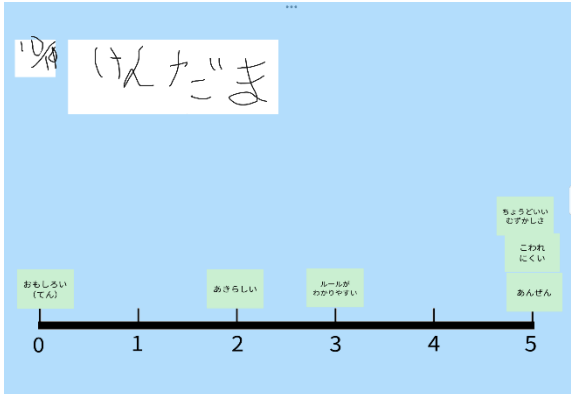 10/19
けんだま
ちょうどいい
むずかしさ
こわれ
にくい
おもしろい
(てん)
あきらしい
ルールが
わかりやすい
あんぜん
0 1 2 3 4 5